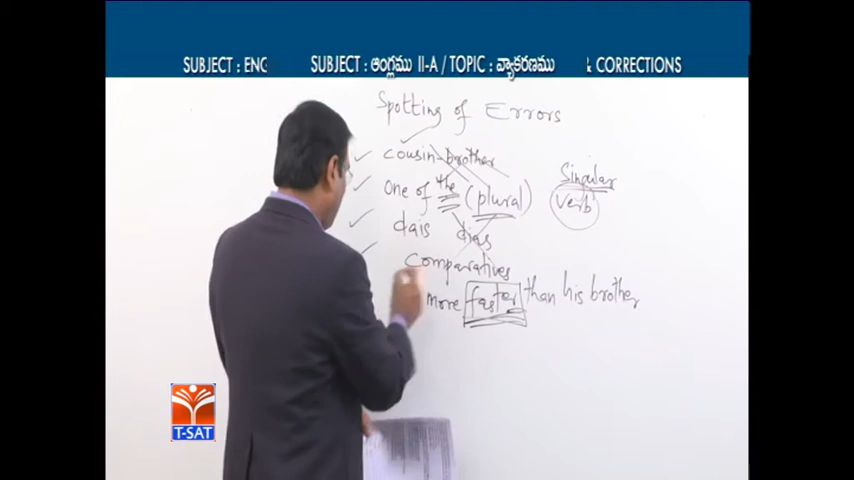 SUBJECT : ENG SUBJECT : ఆంగ్లము II-A / TOPIC : వ్యాకరణము & CORRECTIONS
Spotting of Errors
cousin-brother
One of the (plural) Singular Verb
dais dias
Comparatives
more faster than his brother
T-SAT